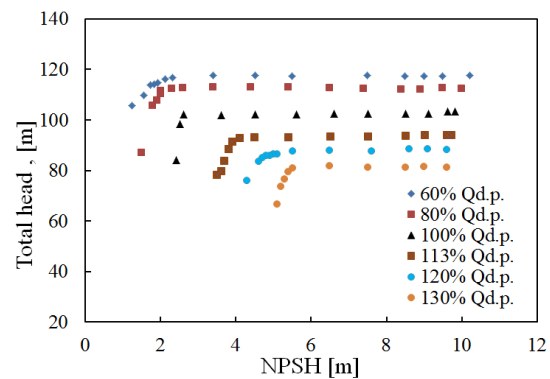 140
120
100
80
60
40
20
Total head , [m]
60% Qd.p.
80% Qd.p.
100% Qd.p.
113% Qd.p.
120% Qd.p.
130% Qd.p.
0 2 4 6 8 10 12
NPSH [m]